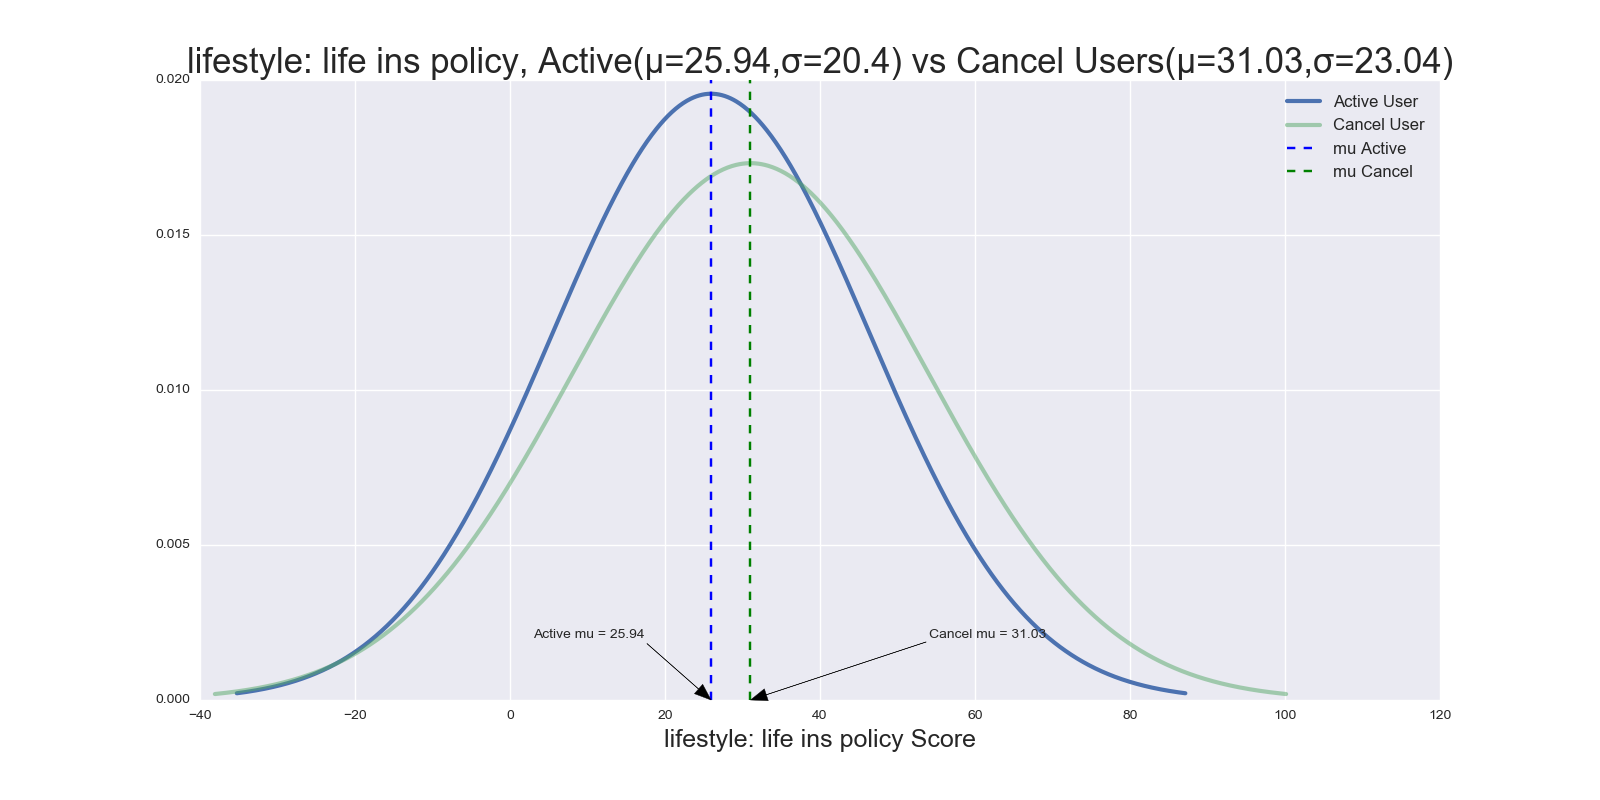 lifestyle: life ins policy, Active(μ=25.94,σ=20.4) vs Cancel Users(μ=31.03,σ=23.04)
0.020
0.015
0.010
0.005
0.000
Active User
Cancel User
mu Active
mu Cancel
Active mu = 25.94
Cancel mu = 31.03
−40 −20 0 20 40 60 80 100 120
lifestyle: life ins policy Score